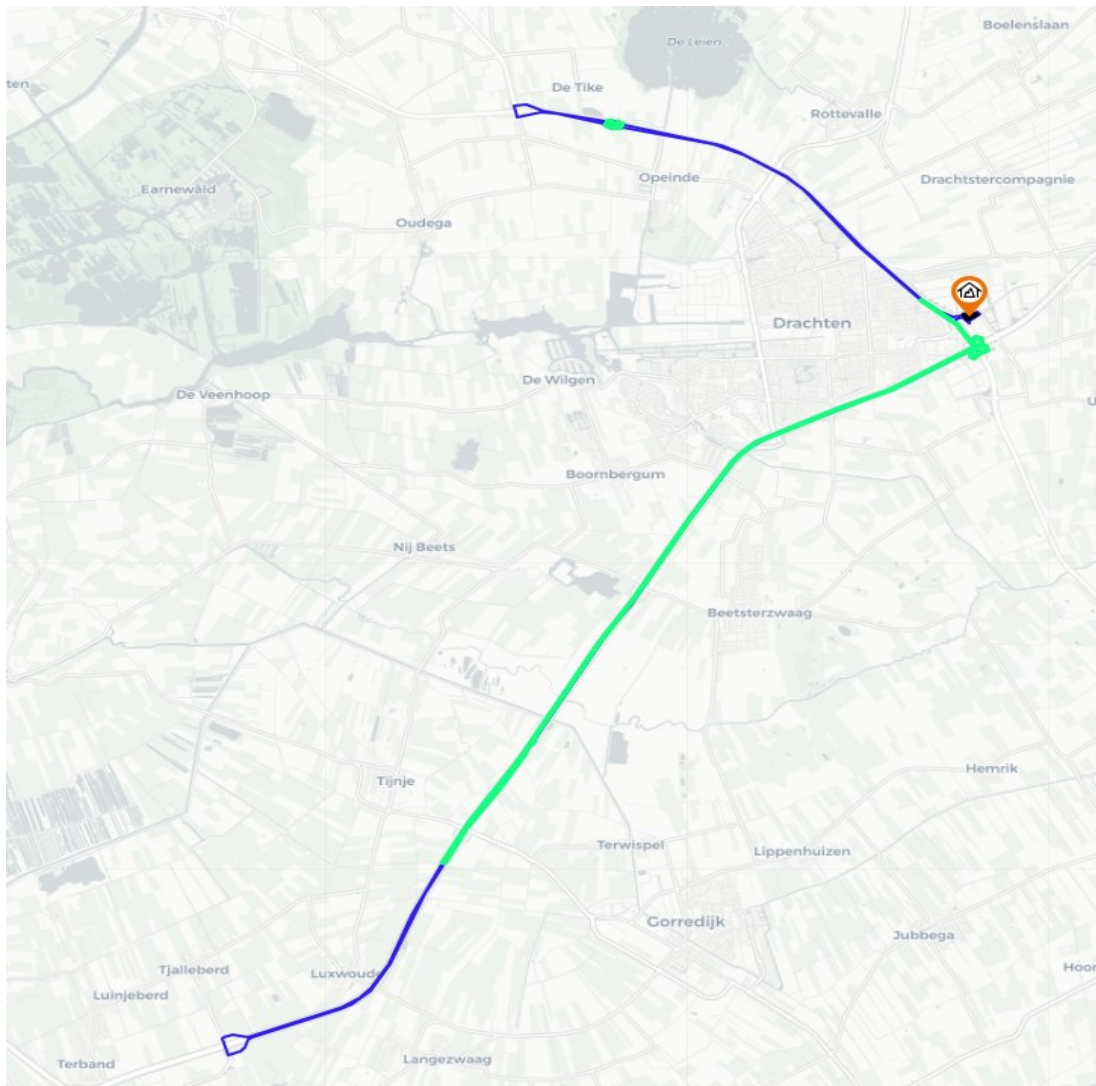 Boelenslaan
De Leien
ten
De Tike
Rottevalle
Opeinde
Drachtstercompagnie
Earnewâld
Oudega
Drachten
De Wilgen
De Veenhoop
U
Boornbergum
Nij Beets
Beetsterzwaag
Tijnje
Hemrik
Terwispel
Lippenhuizen
Gorredijk
Jubbega
Tjalleberd
Luxwoude
Hoor
Luinjeberd
Terband
Langezwaag